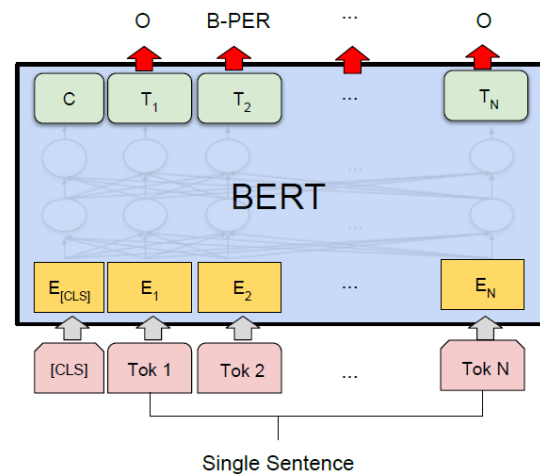 O B-PER ... O
C T1 T2 ... TN
...
BERT
...
E[CLS] E1 E2 ... EN
[CLS] Tok 1 Tok 2 ... Tok N
Single Sentence